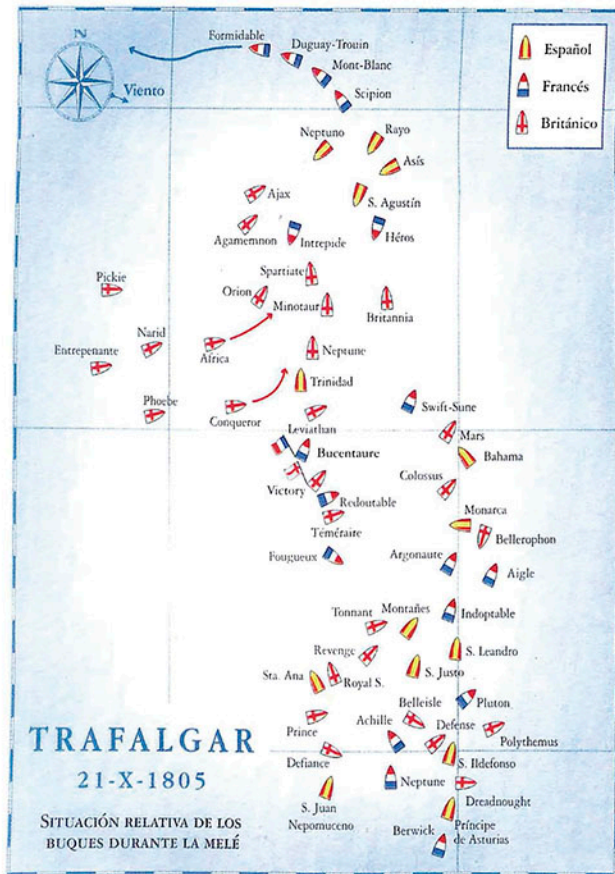 Formidable
Duguay-Trouin
N
Mont-Blanc
Español
Viento
Francés
Scipion
Británico
Neptuno
Rayo
Asís
Ajax
S. Agustín
Agamemnon
Intrepide
Héros
Spartiate
Pickie
Orion
Minotaur
Britannia
Narid
Africa
Neptune
Entrepenante
Trinidad
Phoebe
Conqueror
Swift-Sune
Leviathan
Mars
Bucentaure
Bahama
Victory
Colossus
Redoutable
Monarca
Téméraire
Bellerophon
Fougueux
Argonaute
Aigle
Tonnant
Montañes
Indoptable
Revenge
S. Leandro
Sta. Ana
Royal S.
S. Justo
Belleisle
Pluton
Prince
Achille
Defense
Polythemus
TRAFALGAR
Defiance
S. Ildefonso
21-X-1805
Neptune
Dreadnought
S. Juan
Nepomuceno
SITUACIÓN RELATIVA DE LOS
BUQUES DURANTE LA MELÉ
Berwick
Príncipe
de Asturias